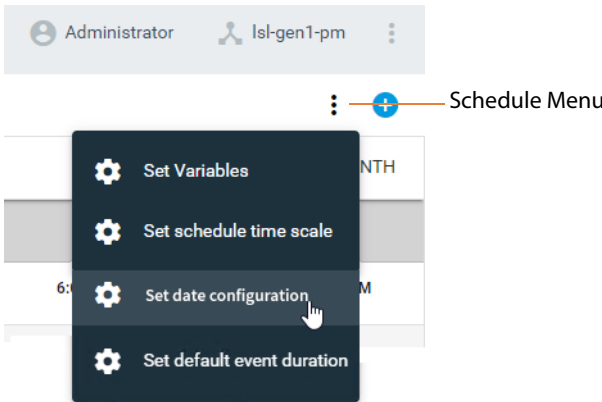 Administrator lsl-gen1-pm
Schedule Menu
Set Variables NTH
Set schedule time scale
6: Set date configuration M
Set default event duration